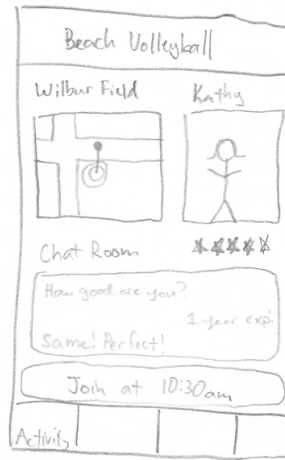 Beach Volleyball
Wilbur Field
Kathy
Chat Room
How good are you?
1 year exp.
Same! Perfect!
Join at 10:30am
Activity